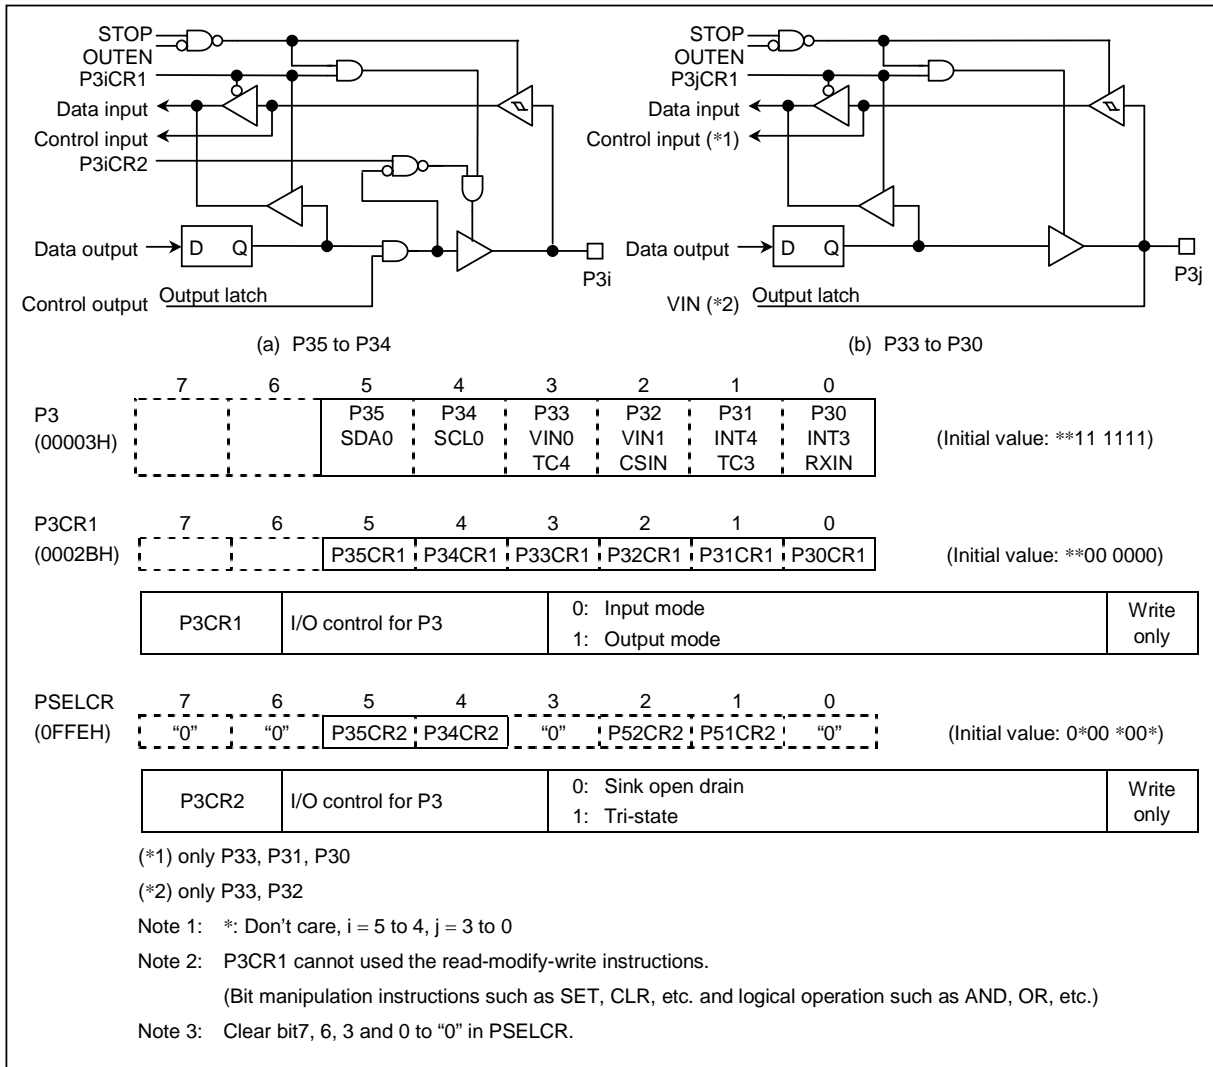 STOP
OUTEN
P3iCR1
Data input
Control input
P3iCR2
Data output
D Q
P3i
Control output Output latch
(a) P35 to P34
STOP
OUTEN
P3jCR1
Data input
Control input (*1)
Data output
D Q
P3j
VIN (*2) Output latch
(b) P33 to P30
7 6 5 4 3 2 1 0
P3 P35 P34 P33 P32 P31 P30
(00003H) SDA0 SCL0 VIN0 VIN1 INT4 INT3 (Initial value: **11 1111)
TC4 CSIN TC3 RXIN
P3CR1 7 6 5 4 3 2 1 0
(0002BH) P35CR1 P34CR1 P33CR1 P32CR1 P31CR1 P30CR1 (Initial value: **00 0000)
P3CR1 I/O control for P3 0: Input mode Write only
1: Output mode
PSELCR 7 6 5 4 3 2 1 0
(0FFEH) “0” “0” P35CR2 P34CR2 “0” P52CR2 P51CR2 “0” (Initial value: 0*00 *00*)
P3CR2 I/O control for P3 0: Sink open drain Write only
1: Tri-state
(*1) only P33, P31, P30
(*2) only P33, P32
Note 1: *: Don’t care, i = 5 to 4, j = 3 to 0
Note 2: P3CR1 cannot used the read-modify-write instructions.
(Bit manipulation instructions such as SET, CLR, etc. and logical operation such as AND, OR, etc.)
Note 3: Clear bit7, 6, 3 and 0 to “0” in PSELCR.